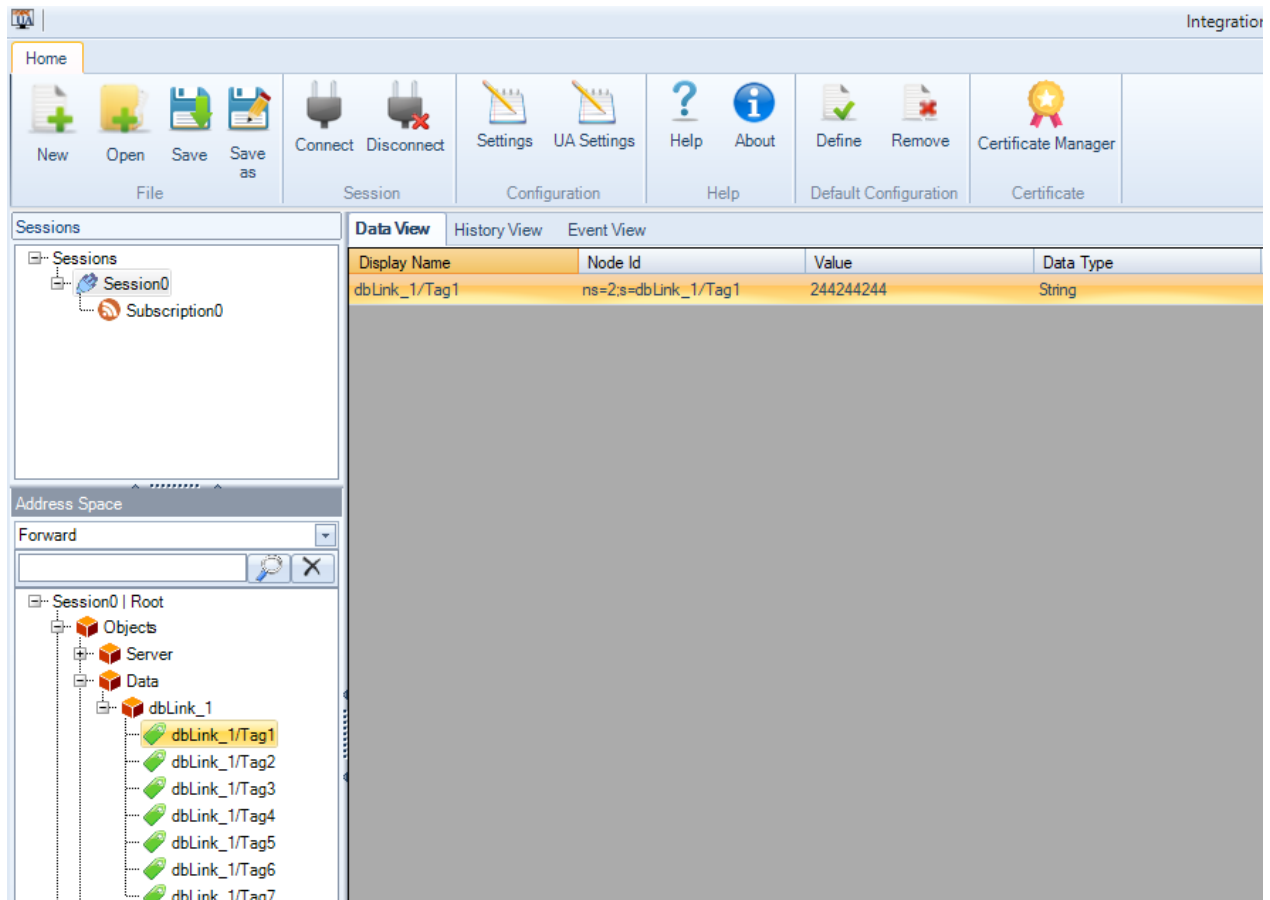 UA
Integration
Home
New
Open
Save
Save as
Connect
Disconnect
Settings
UA Settings
Help
About
Define
Remove
Certificate Manager
File
Session
Configuration
Help
Default Configuration
Certificate
Sessions
Sessions
Session0
Subscription0
Data View
History View
Event View
Display Name
Node Id
Value
Data Type
dbLink_1/Tag1
ns=2;s=dbLink_1/Tag1
244244244
String
Address Space
Forward
Session0 | Root
Objects
Server
Data
dbLink_1
dbLink_1/Tag1
dbLink_1/Tag2
dbLink_1/Tag3
dbLink_1/Tag4
dbLink_1/Tag5
dbLink_1/Tag6
dbLink_1/Tag7